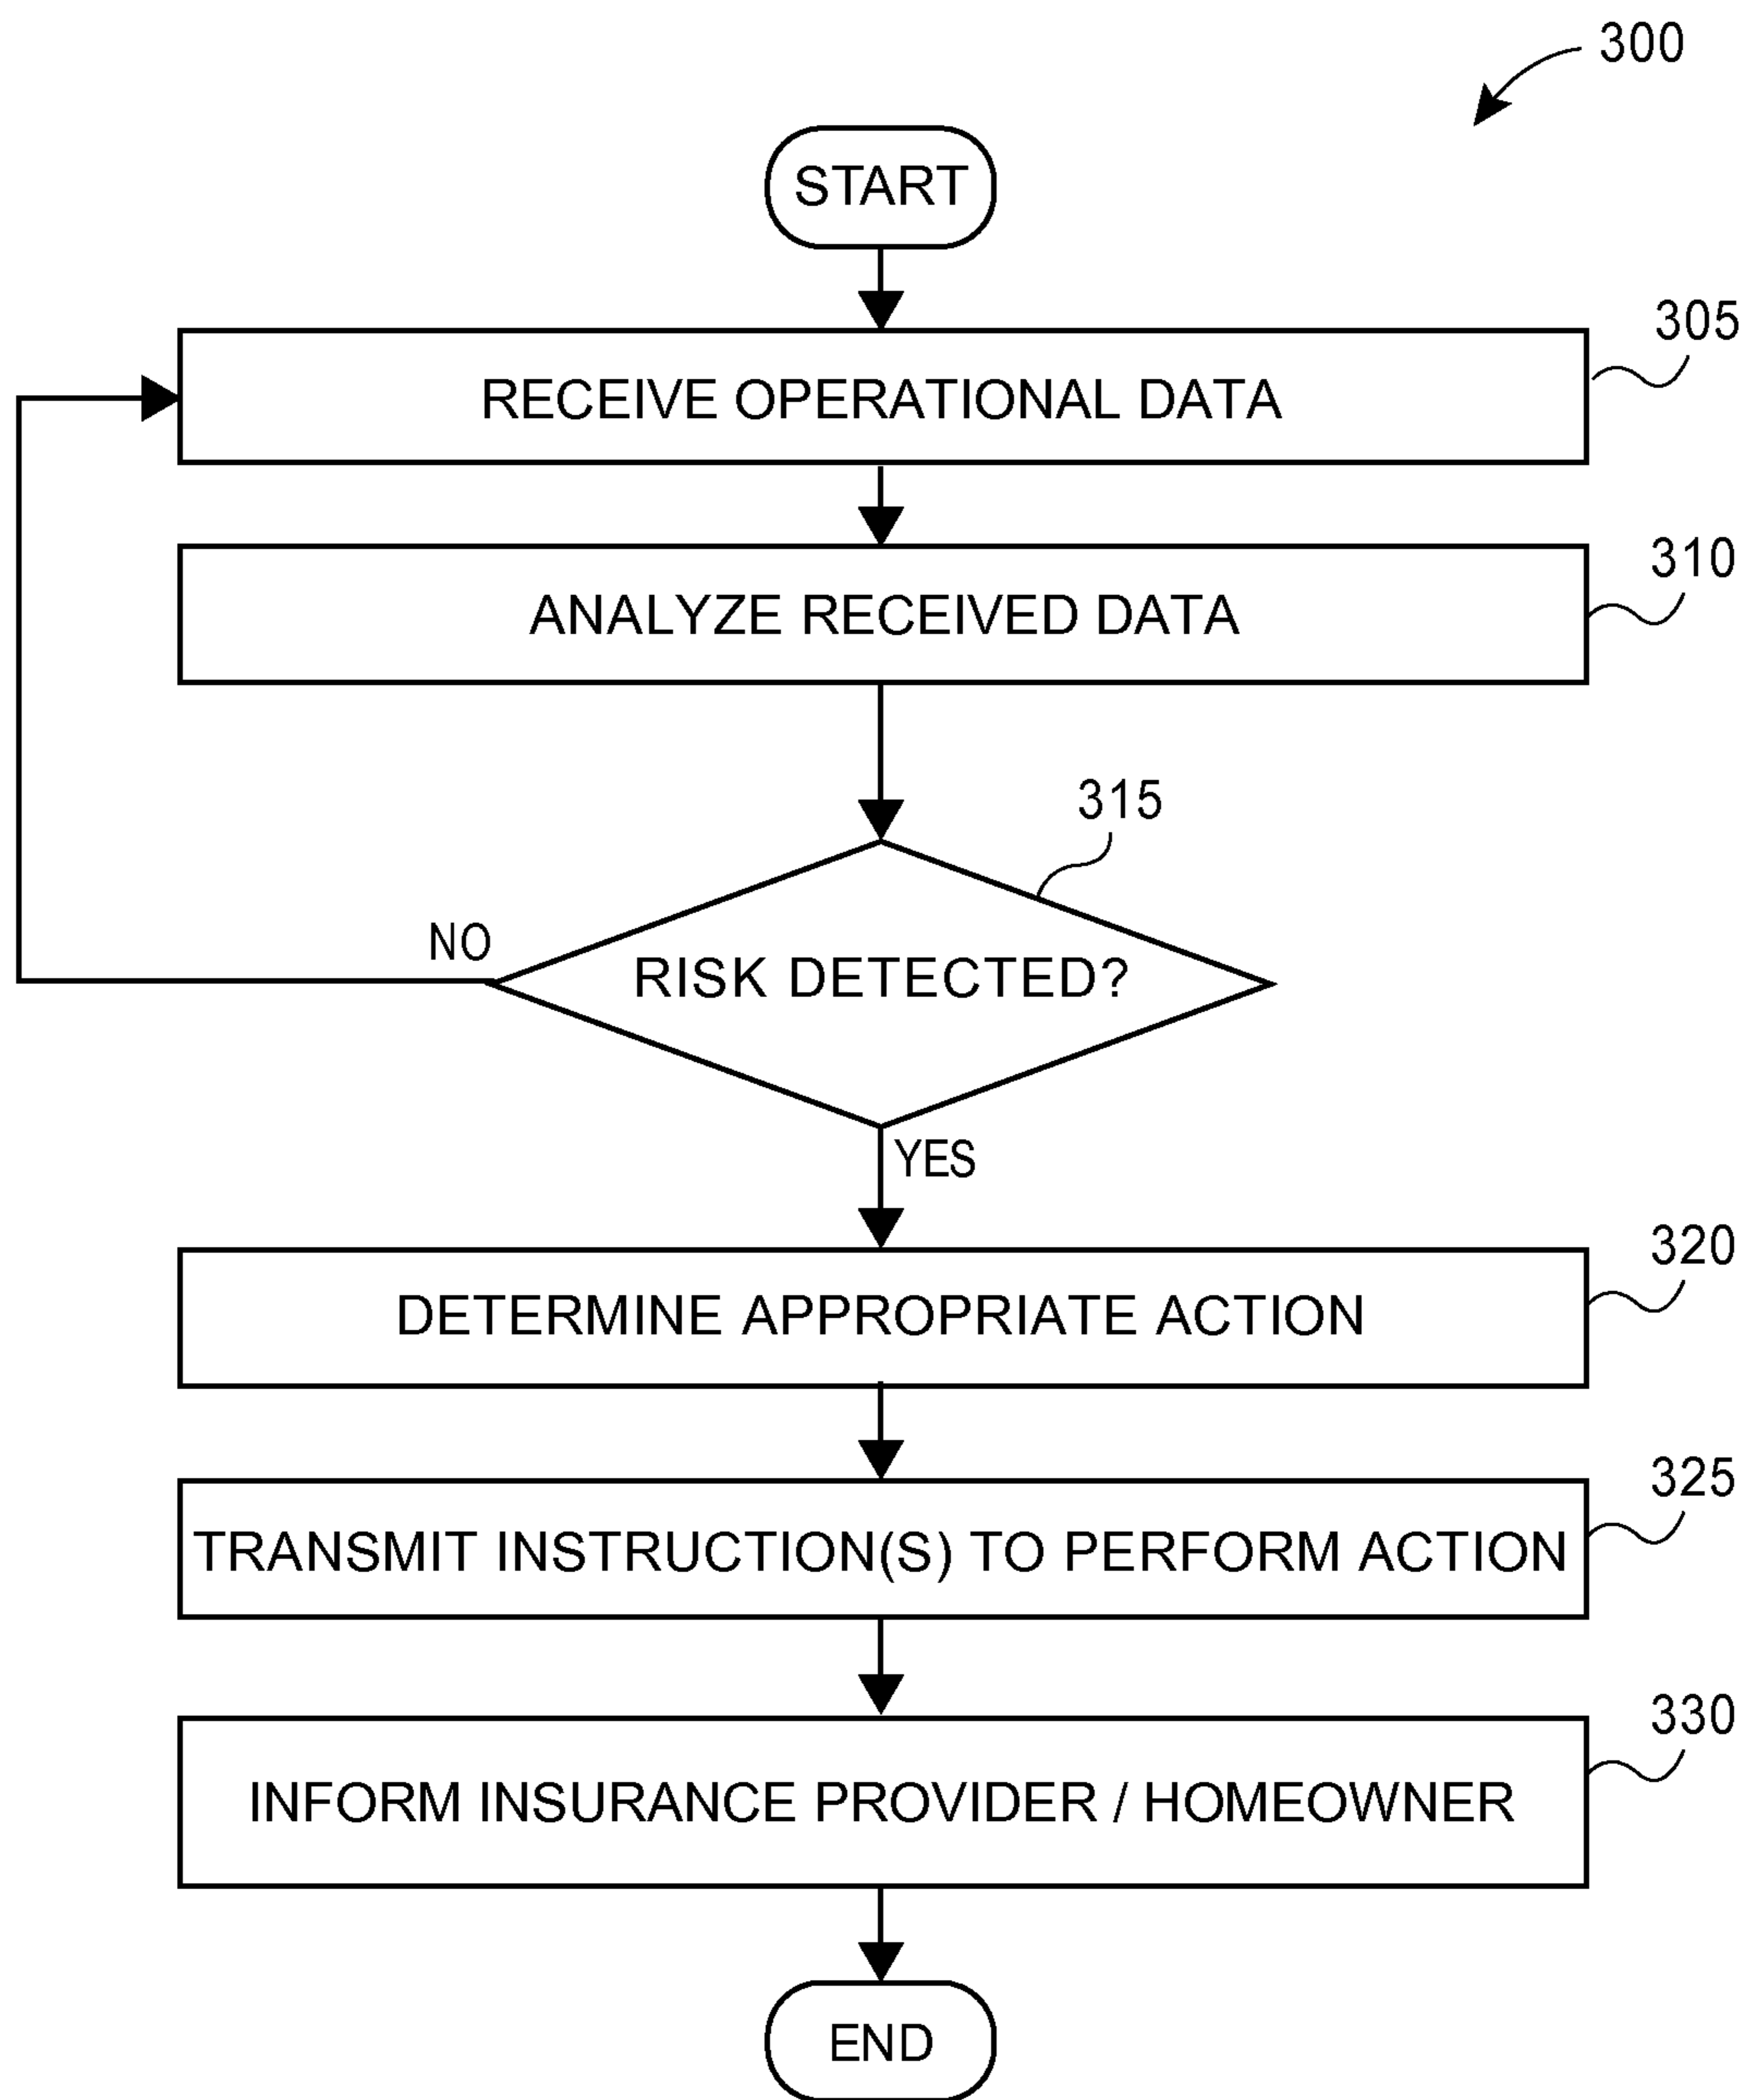 300
START
305
RECEIVE OPERATIONAL DATA
310
ANALYZE RECEIVED DATA
315
NO
RISK DETECTED?
YES
320
DETERMINE APPROPRIATE ACTION
325
TRANSMIT INSTRUCTION(S) TO PERFORM ACTION
330
INFORM INSURANCE PROVIDER / HOMEOWNER
END